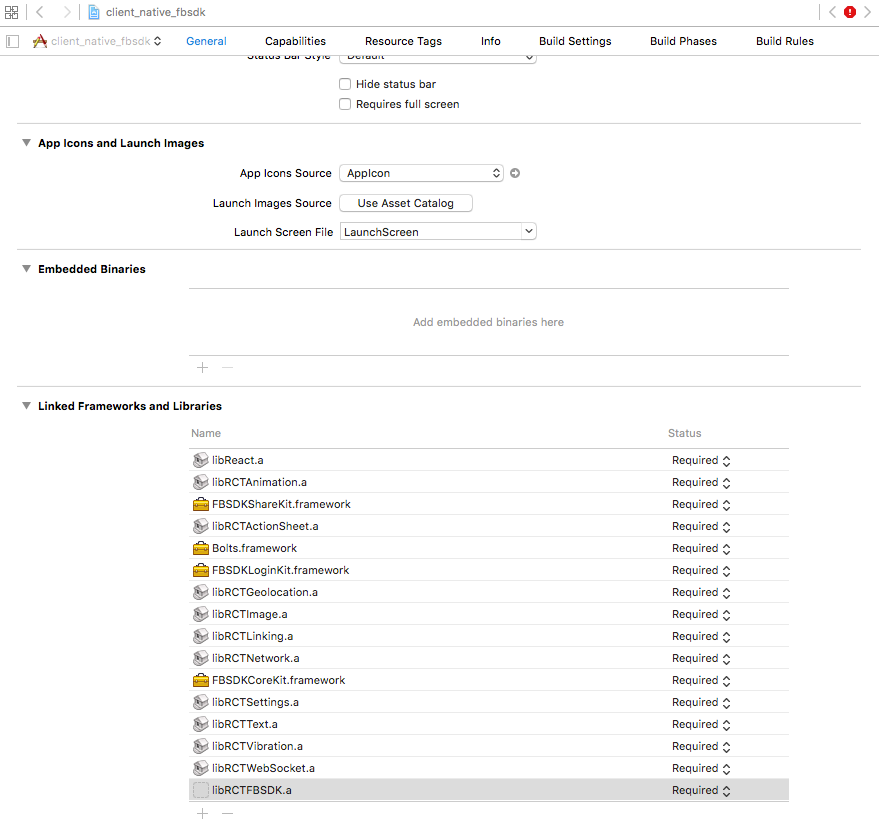 client_native_fbsdk
client_native_fbsdk General Capabilities Resource Tags Info Build Settings Build Phases Build Rules
Status Bar Style Default
Hide status bar
Requires full screen
App Icons and Launch Images
App Icons Source AppIcon
Launch Images Source Use Asset Catalog
Launch Screen File LaunchScreen
Embedded Binaries
Add embedded binaries here
Linked Frameworks and Libraries
Name Status
libReact.a Required
libRCTAnimation.a Required
FBSDKShareKit.framework Required
libRCTActionSheet.a Required
Bolts.framework Required
FBSDKLoginKit.framework Required
libRCTGeolocation.a Required
libRCTImage.a Required
libRCTLinking.a Required
libRCTNetwork.a Required
FBSDKCoreKit.framework Required
libRCTSettings.a Required
libRCTText.a Required
libRCTVibration.a Required
libRCTWebSocket.a Required
libRCTFBSDK.a Required